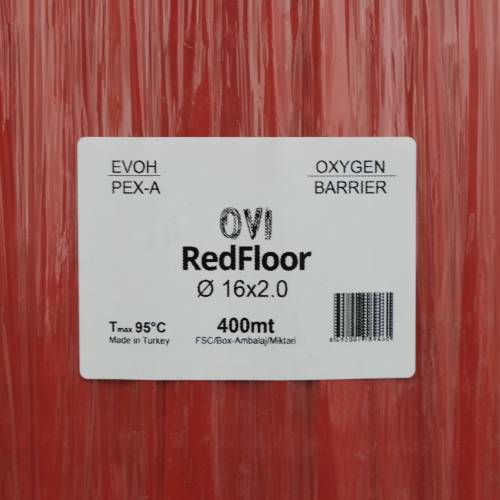 EVOH
PEX-A
OXYGEN
BARRIER
OVI
RedFloor
Ø 16x2.0
Tmax 95°C
Made in Turkey
400mt
FSC/Box-Ambalaj/Miktari